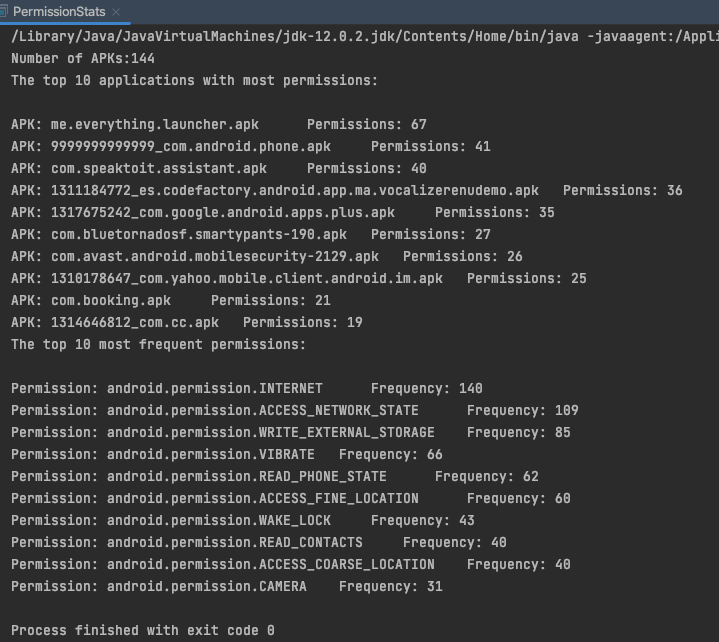 PermissionStats
/Library/Java/JavaVirtualMachines/jdk-12.0.2.jdk/Contents/Home/bin/java -javaagent:/Appli
Number of APKs:144
The top 10 applications with most permissions:
APK: me.everything.launcher.apk Permissions: 67
APK: 9999999999999_com.android.phone.apk Permissions: 41
APK: com.speaktoit.assistant.apk Permissions: 40
APK: 1311184772_es.codefactory.android.app.ma.vocalizerenudemo.apk Permissions: 36
APK: 1317675242_com.google.android.apps.plus.apk Permissions: 35
APK: com.bluetornadosf.smartypants-190.apk Permissions: 27
APK: com.avast.android.mobilesecurity-2129.apk Permissions: 26
APK: 1310178647_com.yahoo.mobile.client.android.im.apk Permissions: 25
APK: com.booking.apk Permissions: 21
APK: 1314646812_com.cc.apk Permissions: 19
The top 10 most frequent permissions:
Permission: android.permission.INTERNET Frequency: 140
Permission: android.permission.ACCESS_NETWORK_STATE Frequency: 109
Permission: android.permission.WRITE_EXTERNAL_STORAGE Frequency: 85
Permission: android.permission.VIBRATE Frequency: 66
Permission: android.permission.READ_PHONE_STATE Frequency: 62
Permission: android.permission.ACCESS_FINE_LOCATION Frequency: 60
Permission: android.permission.WAKE_LOCK Frequency: 43
Permission: android.permission.READ_CONTACTS Frequency: 40
Permission: android.permission.ACCESS_COARSE_LOCATION Frequency: 40
Permission: android.permission.CAMERA Frequency: 31
Process finished with exit code 0